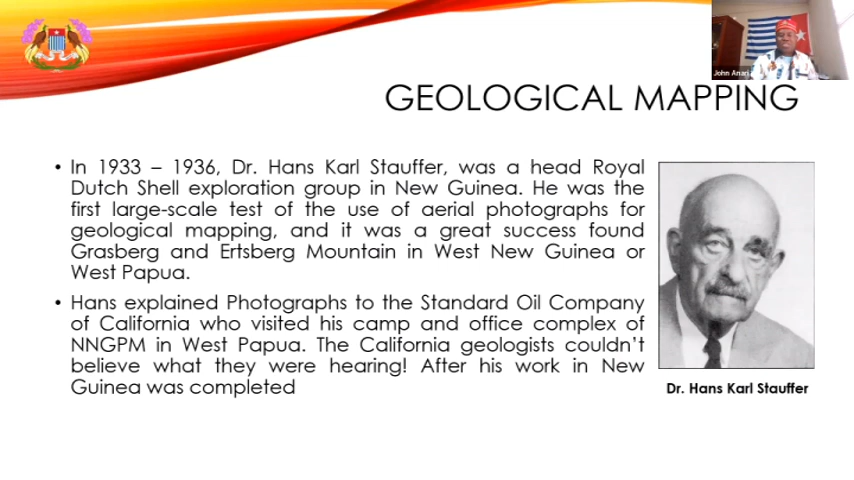 John Anari
GEOLOGICAL MAPPING
• In 1933 – 1936, Dr. Hans Karl Stauffer, was a head Royal
Dutch Shell exploration group in New Guinea. He was the
first large-scale test of the use of aerial photographs for
geological mapping, and it was a great success found
Grasberg and Ertsberg Mountain in West New Guinea or
West Papua.
• Hans explained Photographs to the Standard Oil Company
of California who visited his camp and office complex of
NNGPM in West Papua. The California geologists couldn't
believe what they were hearing! After his work in New
Guinea was completed
Dr. Hans Karl Stauffer